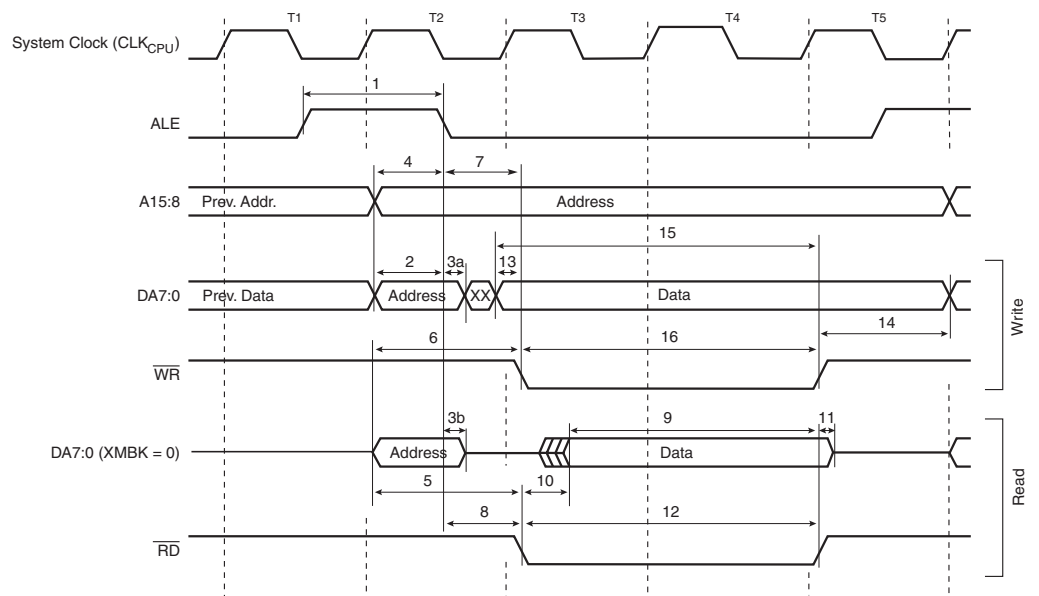 T1 T2 T3 T4 T5
System Clock (CLKCPU)
1
ALE
4 7
A15:8 Prev. Addr. Address
15
2 3a 13
DA7:0 Prev. Data Address XX Data
14
6 16
WR
Write
3b 9 11
DA7:0 (XMBK = 0) Address Data
5 10
8 12
RD
Read